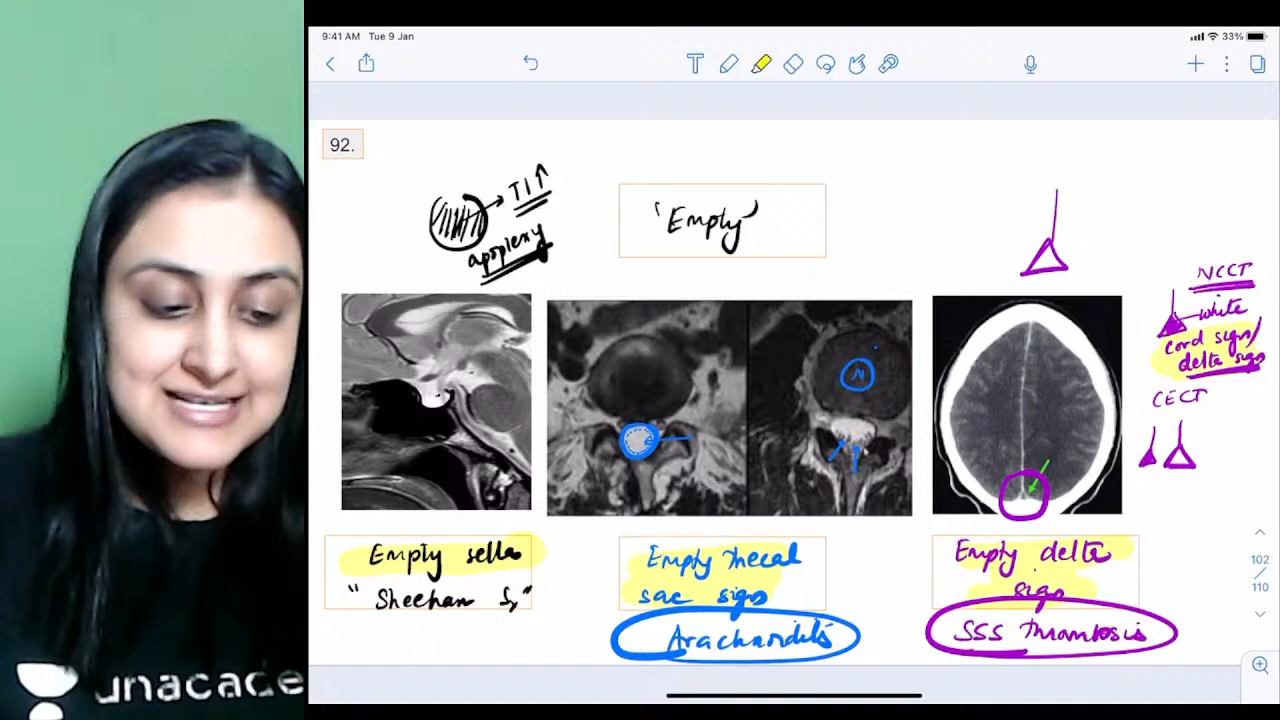 9:41 AM Tue 9 Jan
33%
92.
T1↑
apoplexy
'Empty'
NCCT
white
cord sign/
delta sign
CECT
N
Empty sella
"Sheehan Sx"
Empty thecal
sac sign
Arachnoiditis
Empty delta
sign
SSS thrombosis
102
/
110
unacade